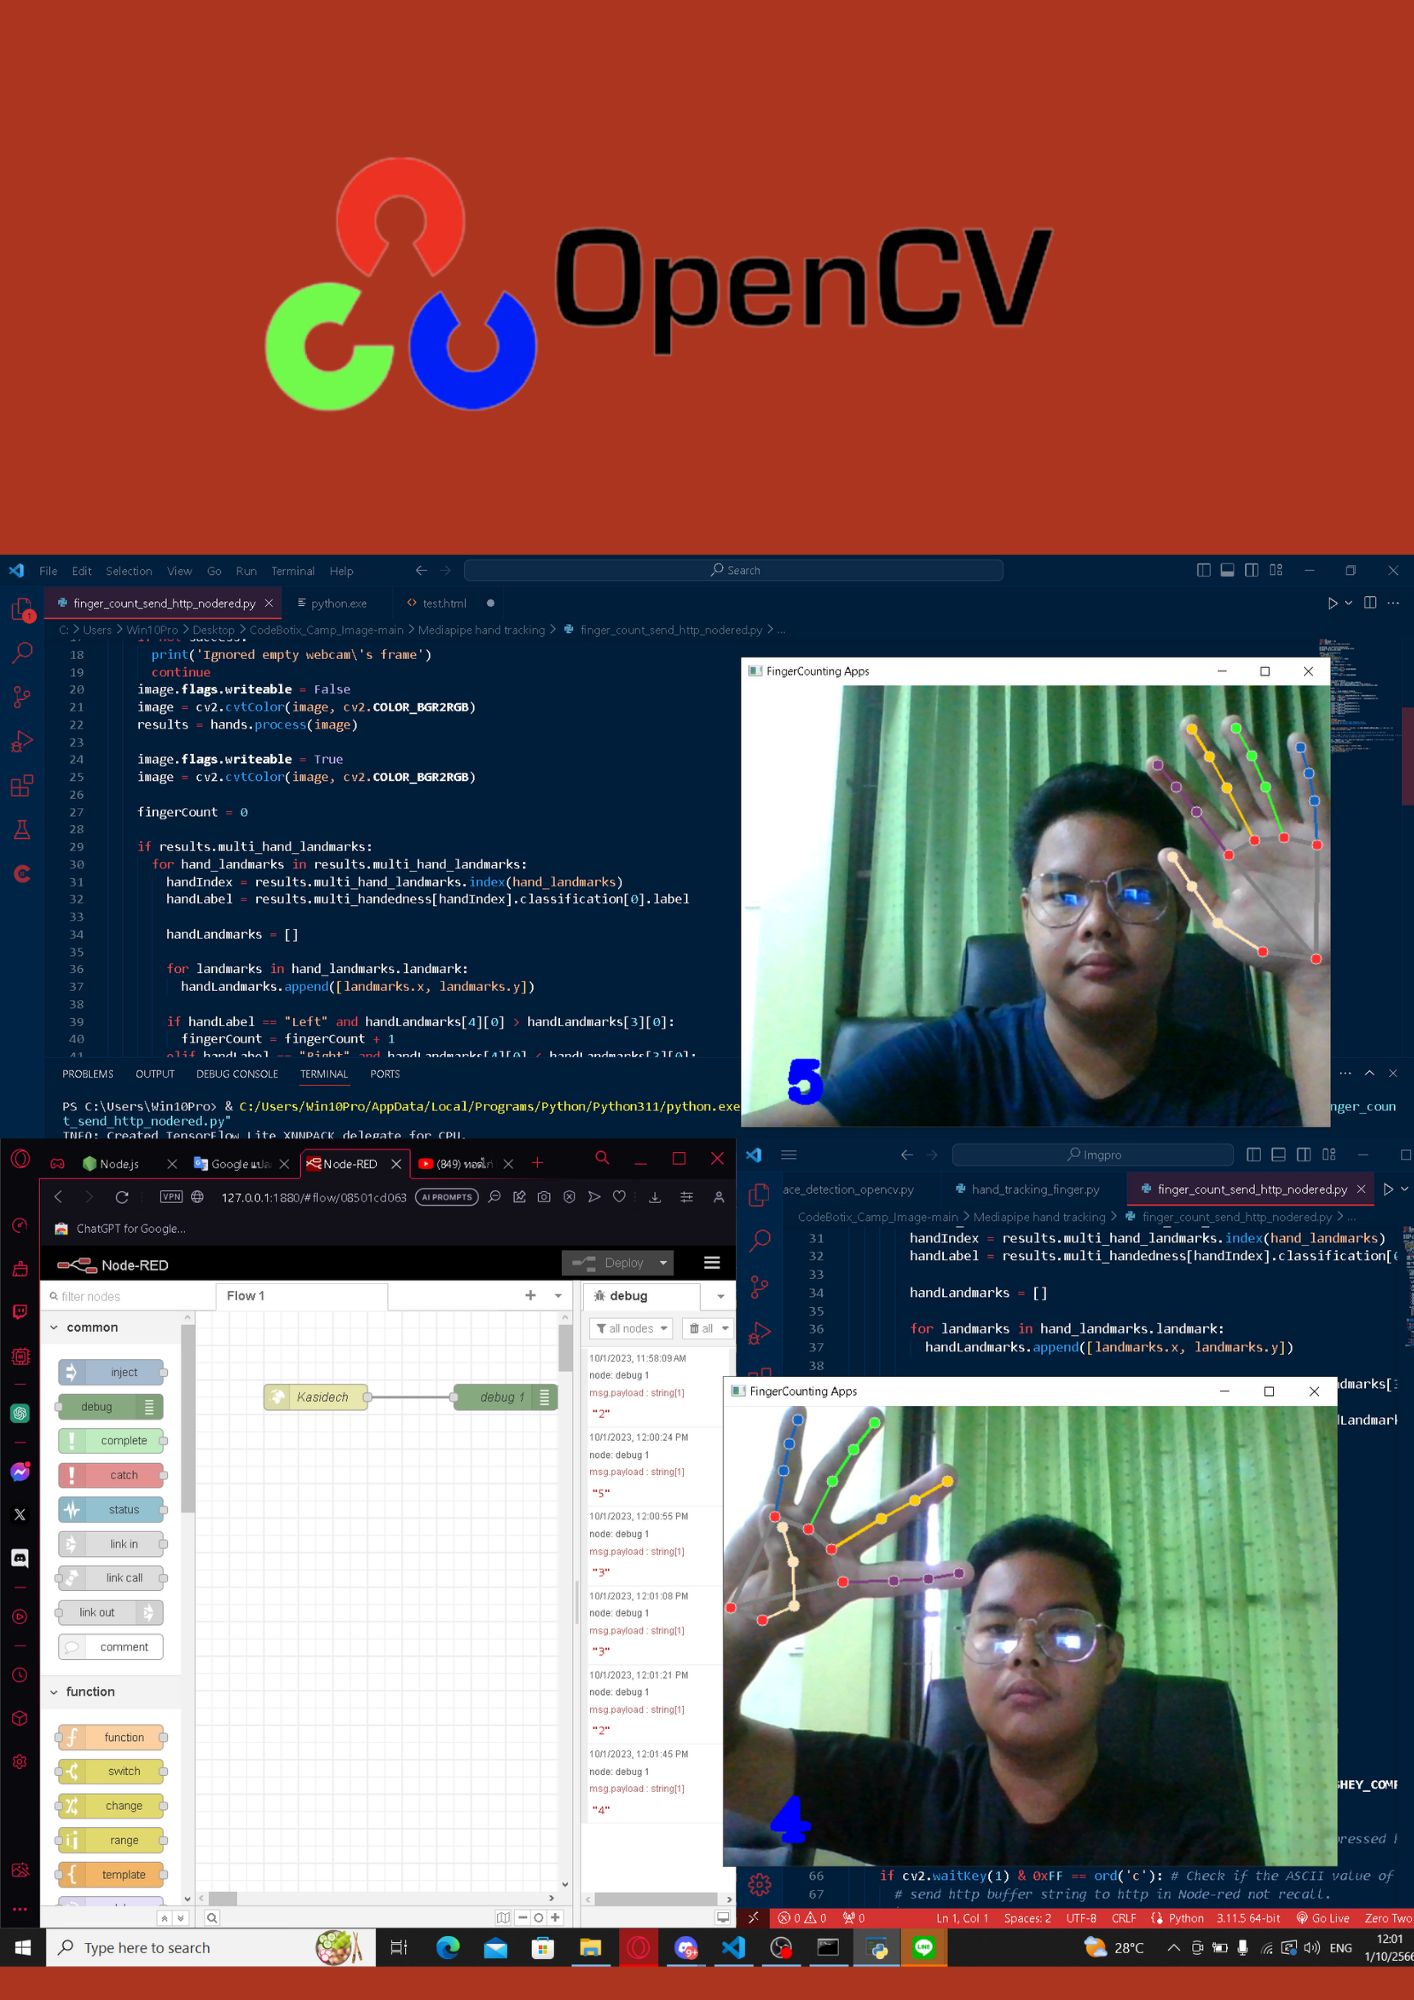 OpenCV
File Edit Selection View Go Run Terminal Help
Search
finger_count_send_http_nodered.py
python.exe
test.html
C: > Users > Win10Pro > Desktop > CodeBotix_Camp_Image-main > Mediapipe hand tracking > finger_count_send_http_nodered.py > ...
18 print('Ignored empty webcam\'s frame')
19 continue
20 image.flags.writeable = False
21 image = cv2.cvtColor(image, cv2.COLOR_BGR2RGB)
22 results = hands.process(image)
23
24 image.flags.writeable = True
25 image = cv2.cvtColor(image, cv2.COLOR_BGR2RGB)
26
27 fingerCount = 0
28
29 if results.multi_hand_landmarks:
30 for hand_landmarks in results.multi_hand_landmarks:
31 handIndex = results.multi_hand_landmarks.index(hand_landmarks)
32 handLabel = results.multi_handedness[handIndex].classification[0].label
33
34 handLandmarks = []
35
36 for landmarks in hand_landmarks.landmark:
37 handLandmarks.append([landmarks.x, landmarks.y])
38
39 if handLabel == "Left" and handLandmarks[4][0] > handLandmarks[3][0]:
40 fingerCount = fingerCount + 1
41 elif handLabel == "Right" and handLandmarks[4][0] < handLandmarks[3][0]:
FingerCounting Apps
5
PROBLEMS OUTPUT DEBUG CONSOLE TERMINAL PORTS
PS C:\Users\Win10Pro> & C:/Users/Win10Pro/AppData/Local/Programs/Python/Python311/python.exe
nger_coun
t_send_http_nodered.py"
INFO: Created TensorFlow Lite XNNPACK delegate for CPU.
Node.js
Google แปล
Node-RED
(849)
VPN
127.0.0.1:1880/#flow/08501cd063
AI PROMPTS
ChatGPT for Google...
Node-RED
Deploy
filter nodes
Flow 1
debug
all nodes
all
common
inject
debug
complete
catch
status
link in
link call
link out
comment
function
function
switch
change
range
template
Kasidech
debug 1
10/1/2023, 11:58:09 AM
node: debug 1
msg.payload : string[1]
"2"
10/1/2023, 12:00:24 PM
node: debug 1
msg.payload : string[1]
"5"
10/1/2023, 12:00:55 PM
node: debug 1
msg.payload : string[1]
"3"
10/1/2023, 12:01:08 PM
node: debug 1
msg.payload : string[1]
"3"
10/1/2023, 12:01:21 PM
node: debug 1
msg.payload : string[1]
"2"
10/1/2023, 12:01:45 PM
node: debug 1
msg.payload : string[1]
"4"
Imgpro
ace_detection_opencv.py
hand_tracking_finger.py
finger_count_send_http_nodered.py
CodeBotix_Camp_Image-main > Mediapipe hand tracking > finger_count_send_http_nodered.py > ...
31 handIndex = results.multi_hand_landmarks.index(hand_landmarks)
32 handLabel = results.multi_handedness[handIndex].classification[
33
34 handLandmarks = []
35
36 for landmarks in hand_landmarks.landmark:
37 handLandmarks.append([landmarks.x, landmarks.y])
38
dmarks[3
FingerCounting Apps
4
HEY_COMP
ressed
66 if cv2.waitKey(1) & 0xFF == ord('c'): # Check if the ASCII value of
67 # send http buffer string to http in Node-red not recall.
0 0 0
Ln 1, Col 1 Spaces: 2 UTF-8 CRLF Python 3.11.5 64-bit Go Live Zero Two
Type here to search
28°C
ENG
12:01
1/10/2566